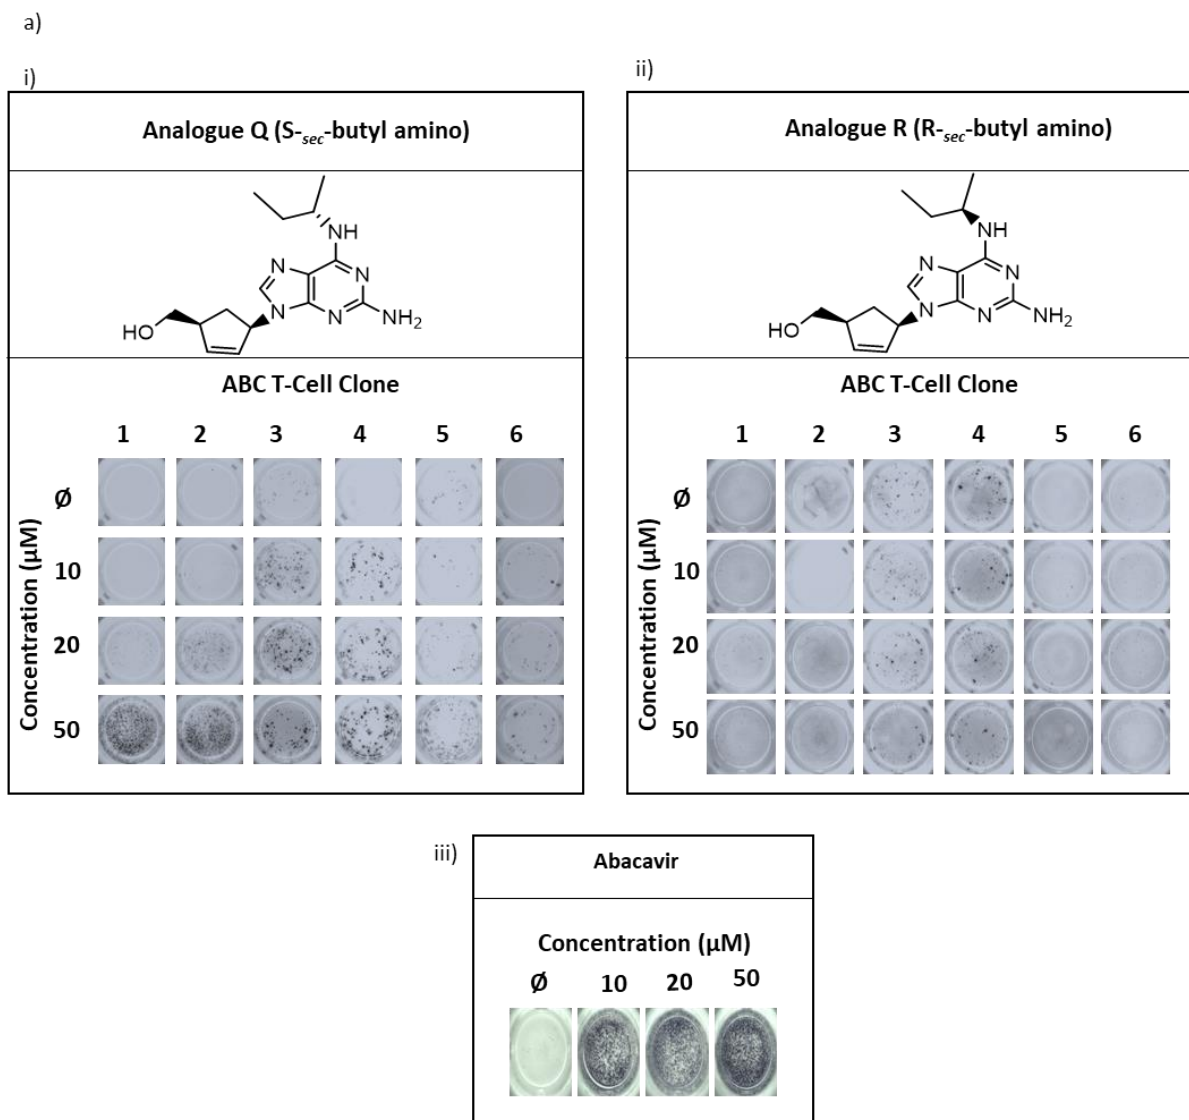 a)
i)
ii)
Analogue Q (S-sec-butyl amino)
NH
N
N
N
N
NH2
HO
ABC T-Cell Clone
1 2 3 4 5 6
Concentration (µM)
Ø
10
20
50
Analogue R (R-sec-butyl amino)
NH
N
N
N
N
NH2
HO
ABC T-Cell Clone
1 2 3 4 5 6
Concentration (µM)
Ø
10
20
50
iii)
Abacavir
Concentration (µM)
Ø 10 20 50